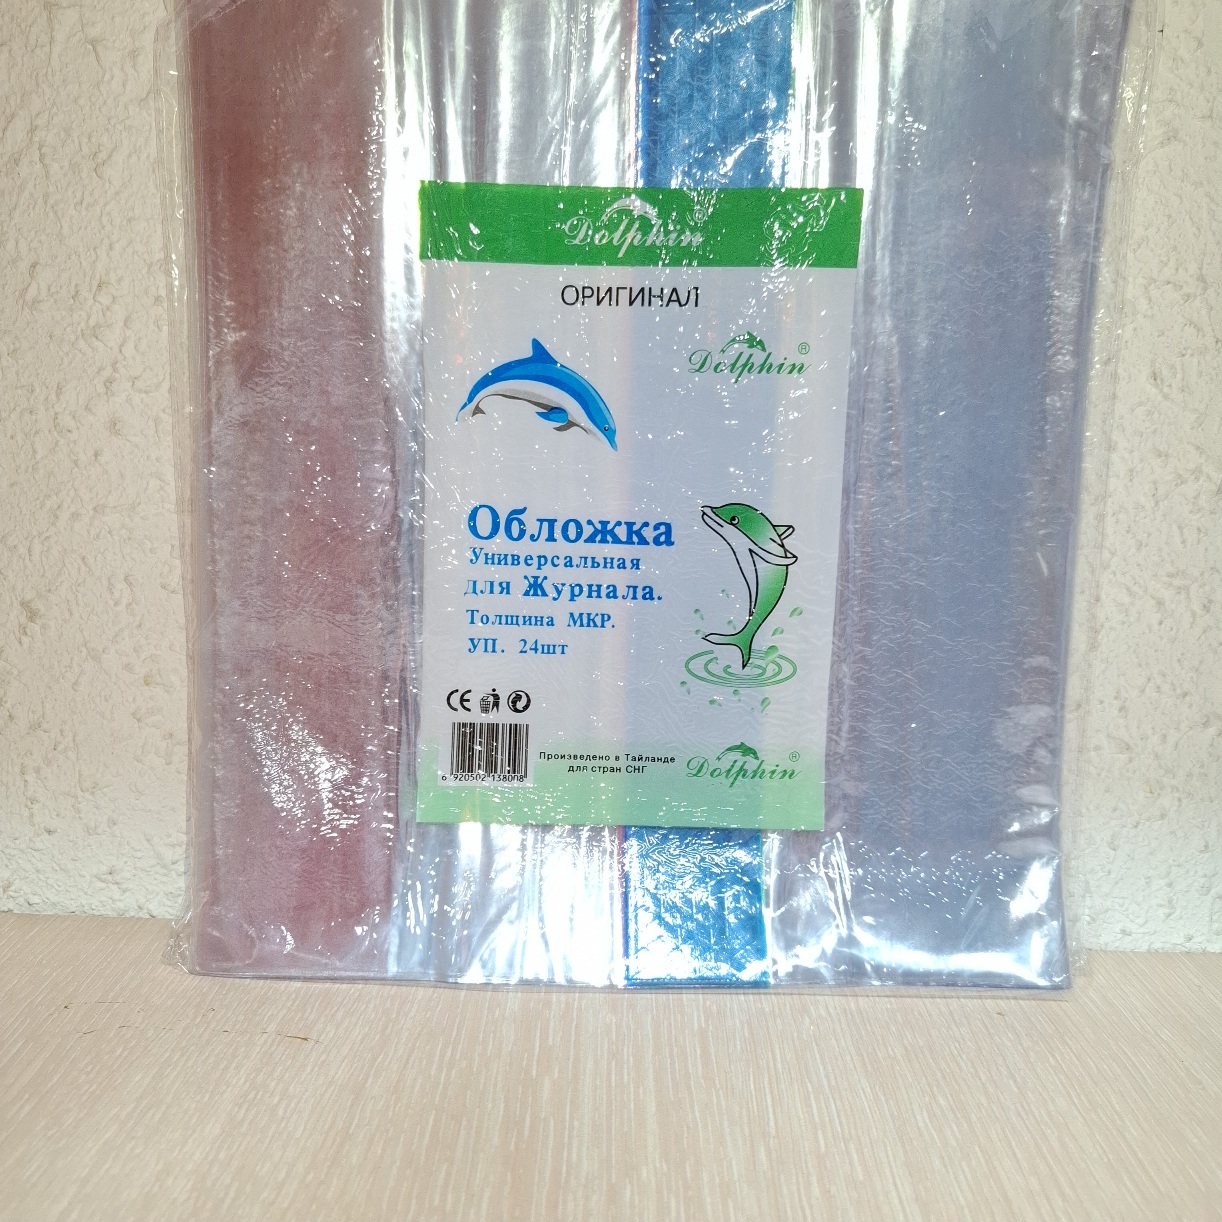 Dolphin®
ОРИГИНАЛ
Dolphin®
Обложка
Универсальная
для Журнала.
Толщина МКР.
УП. 24шт
CE
6 920502 138008
Произведено в Тайланде
для стран СНГ
Dolphin®